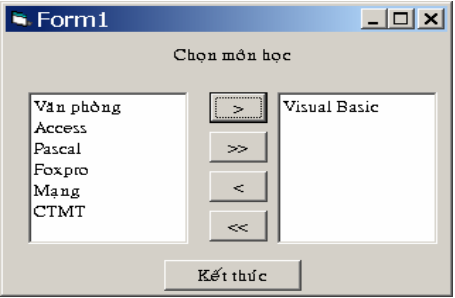 Form1
Chọn môn học
Văn phòng
Access
Pascal
Foxpro
Mạng
CTMT
>
>>
<
<<
Visual Basic
Kết thúc